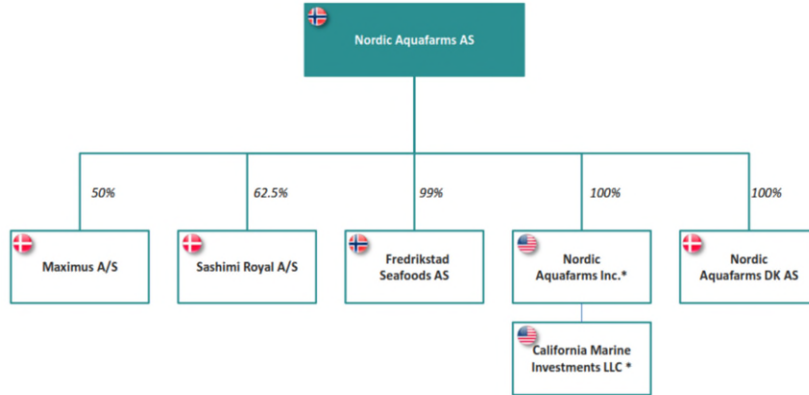 Nordic Aquafarms AS
50%
62.5%
99%
100%
100%
Maximus A/S
Sashimi Royal A/S
Fredrikstad
Seafoods AS
Nordic
Aquafarms Inc.*
Nordic
Aquafarms DK AS
California Marine
Investments LLC *